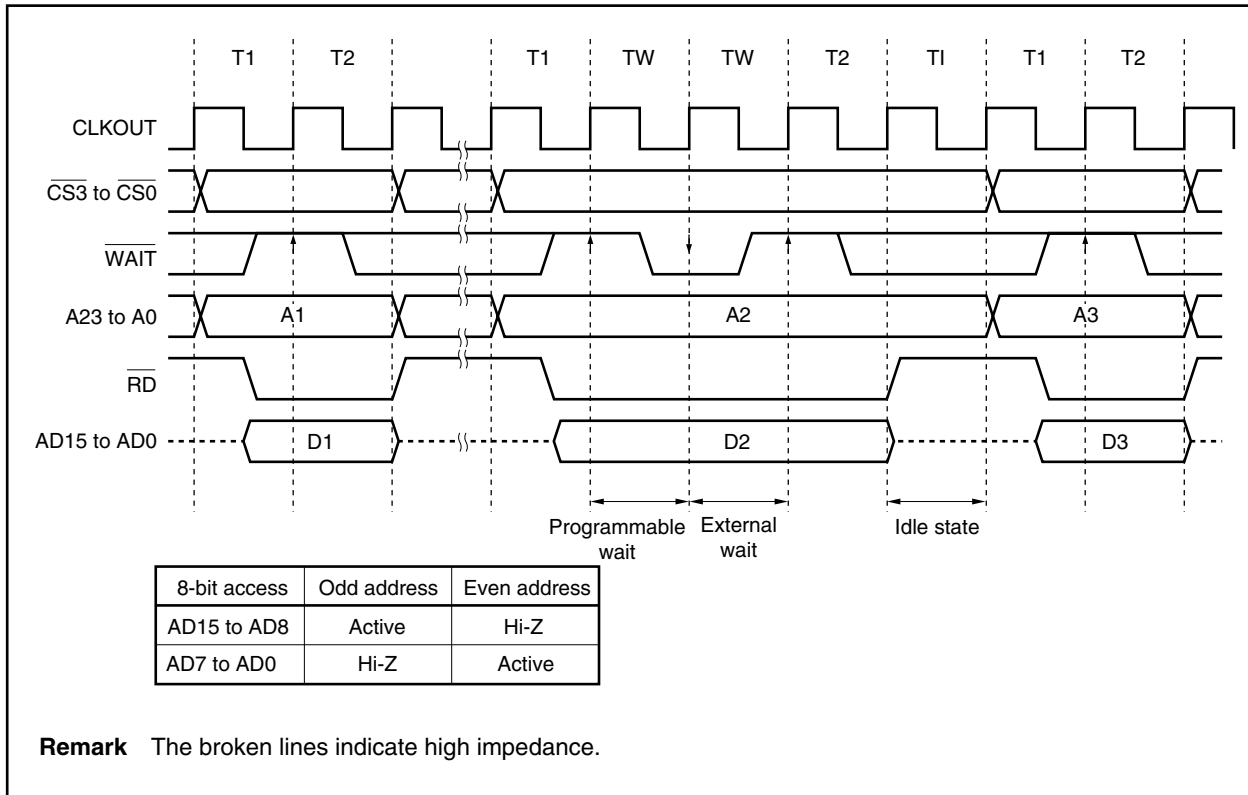 T1 T2 T1 TW TW T2 TI T1 T2
CLKOUT
CS3 to CS0
WAIT
A23 to A0 A1 A2 A3
RD
AD15 to AD0 D1 D2 D3
Programmable wait
External wait
Idle state
8-bit access Odd address Even address
AD15 to AD8 Active Hi-Z
AD7 to AD0 Hi-Z Active
Remark The broken lines indicate high impedance.